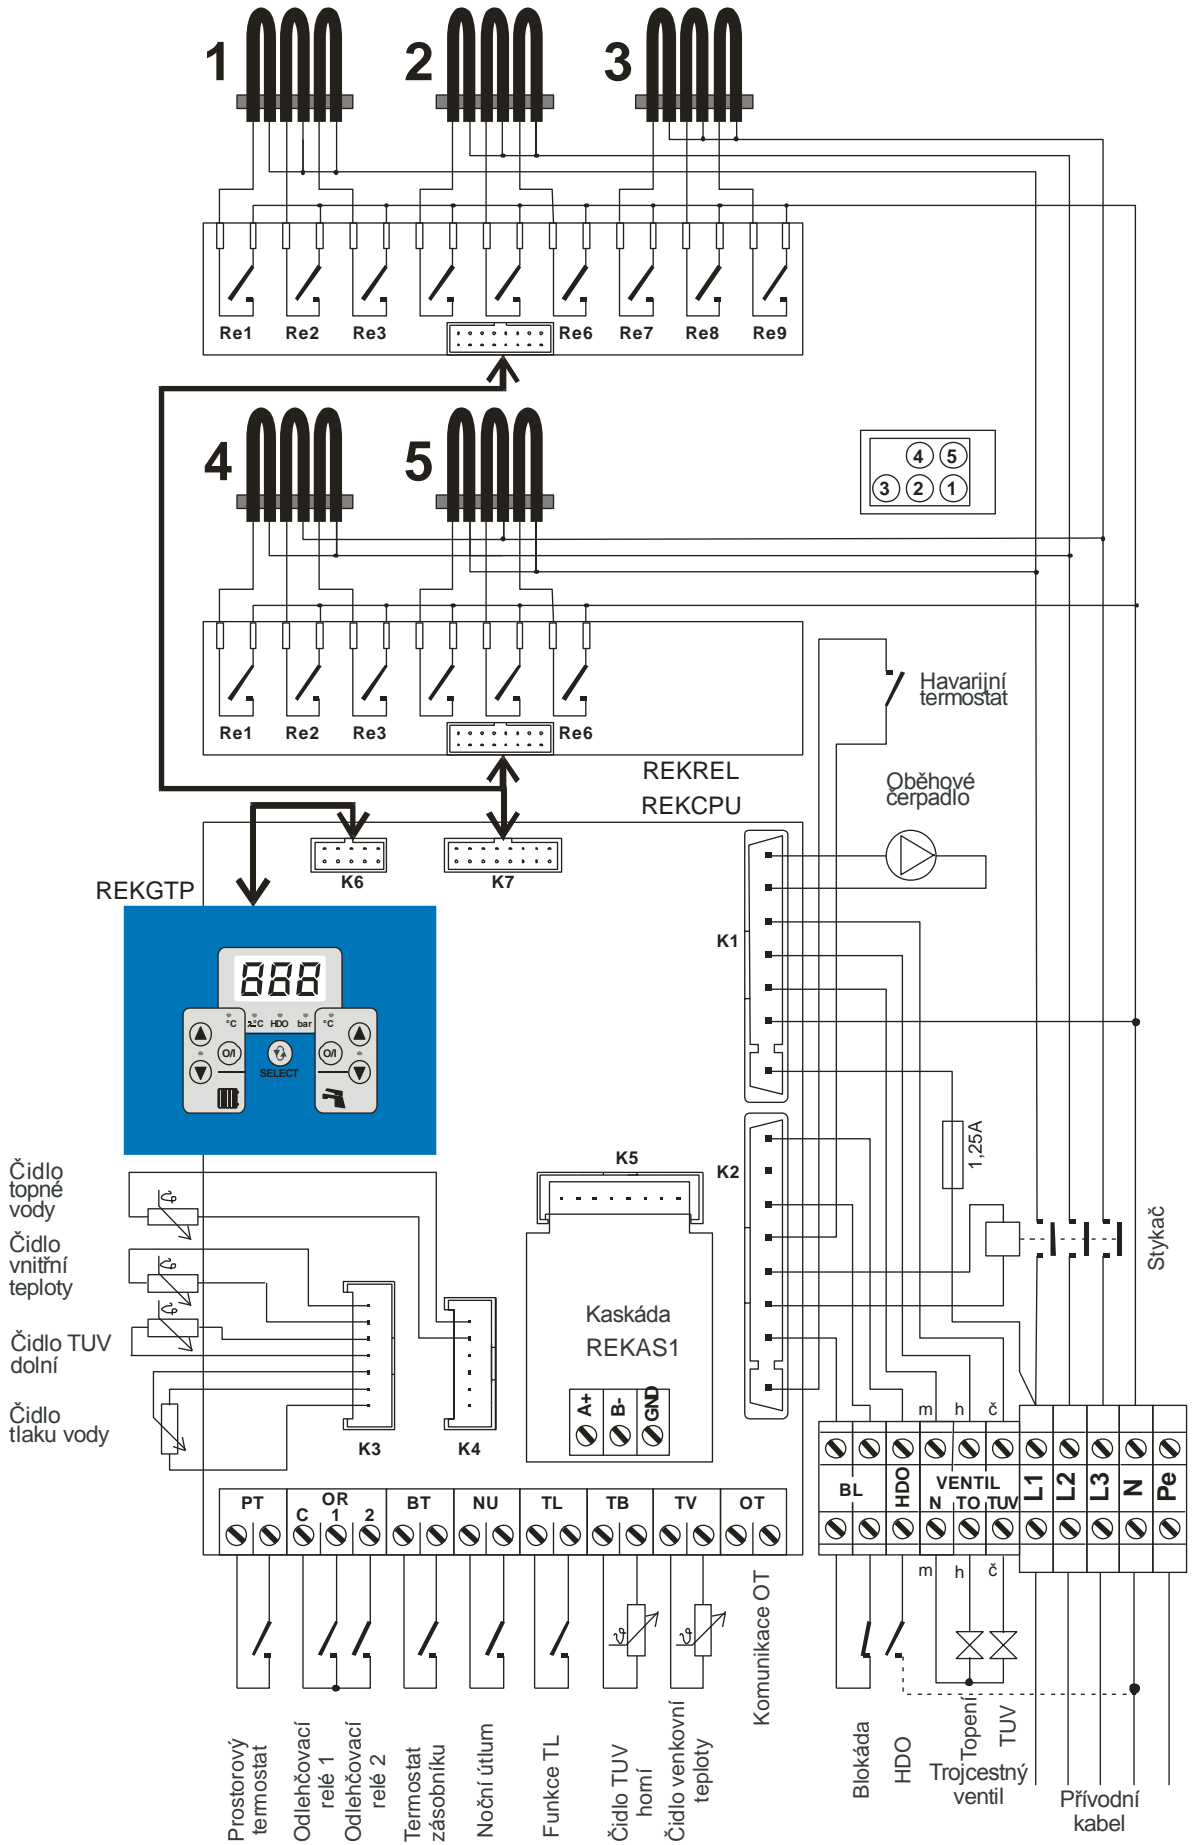 1 2 3
Re1 Re2 Re3 Re6 Re7 Re8 Re9
4 5
4 5
3 2 1
Re1 Re2 Re3 Re6
Havarijní
termostat
REKREL
REKCPU
Oběhové
čerpadlo
K6 K7
REKGTP
K1
888
°C °C HDO bar °C
O/I O/I
SELECT
1,25A
Čidlo
topné
vody
K5
K2
Čidlo
vnitřní
teploty
Stykač
Kaskáda
REKAS1
Čidlo TUV
dolní
A+ B- GND
Čidlo
tlaku vody
K3 K4
m h č
BL HDO VENTIL
N TO TUV
L1 L2 L3 N Pe
PT OR BT NU TL TB TV OT
C 1 2
m h č
Prostorový
termostat
Odlehčovací
relé 1
Odlehčovací
relé 2
Termostat
zásobníku
Noční útlum
Funkce TL
Čidlo TUV
horní
Čidlo venkovní
teploty
Komunikace OT
Blokáda
HDO
Topení
TUV
Trojcestný
ventil
Přívodní
kabel